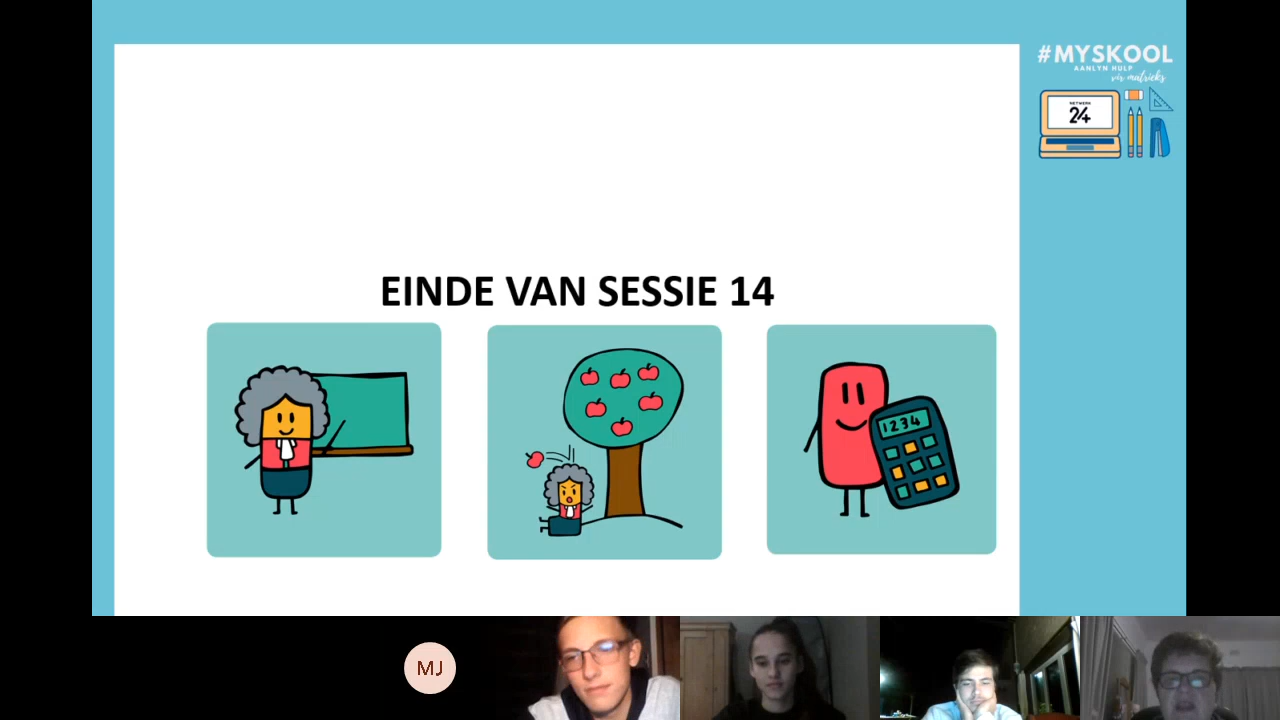 #MYSKOOL
AANLYN HULP
vir matrieks
NETWERK
24
EINDE VAN SESSIE 14
1234
MJ